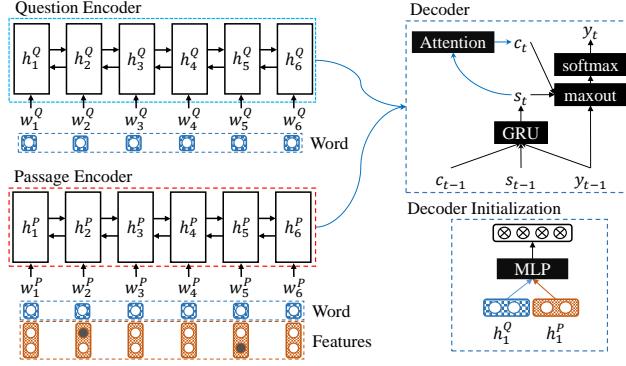 Question Encoder
h_1^Q h_2^Q h_3^Q h_4^Q h_5^Q h_6^Q
w_1^Q w_2^Q w_3^Q w_4^Q w_5^Q w_6^Q
Word
Passage Encoder
h_1^P h_2^P h_3^P h_4^P h_5^P h_6^P
w_1^P w_2^P w_3^P w_4^P w_5^P w_6^P
Word
Features
Decoder
y_t
Attention c_t
softmax
s_t maxout
GRU
c_{t-1} s_{t-1} y_{t-1}
Decoder Initialization
MLP
h_1^Q h_1^P